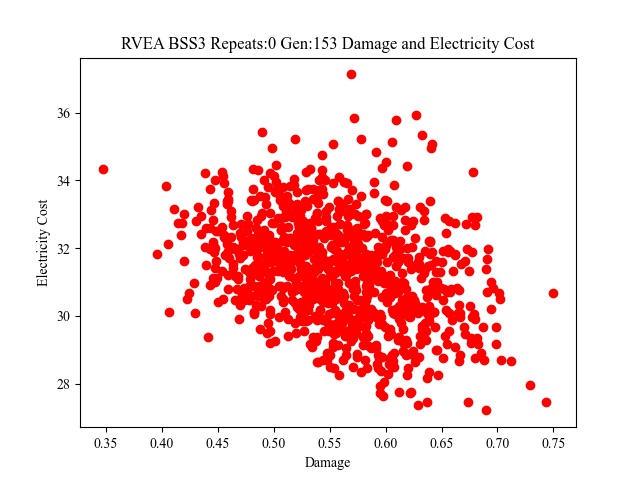 RVEA BSS3 Repeats:0 Gen:153 Damage and Electricity Cost
36
34
32
30
28
Electricity Cost
0.35 0.40 0.45 0.50 0.55 0.60 0.65 0.70 0.75
Damage